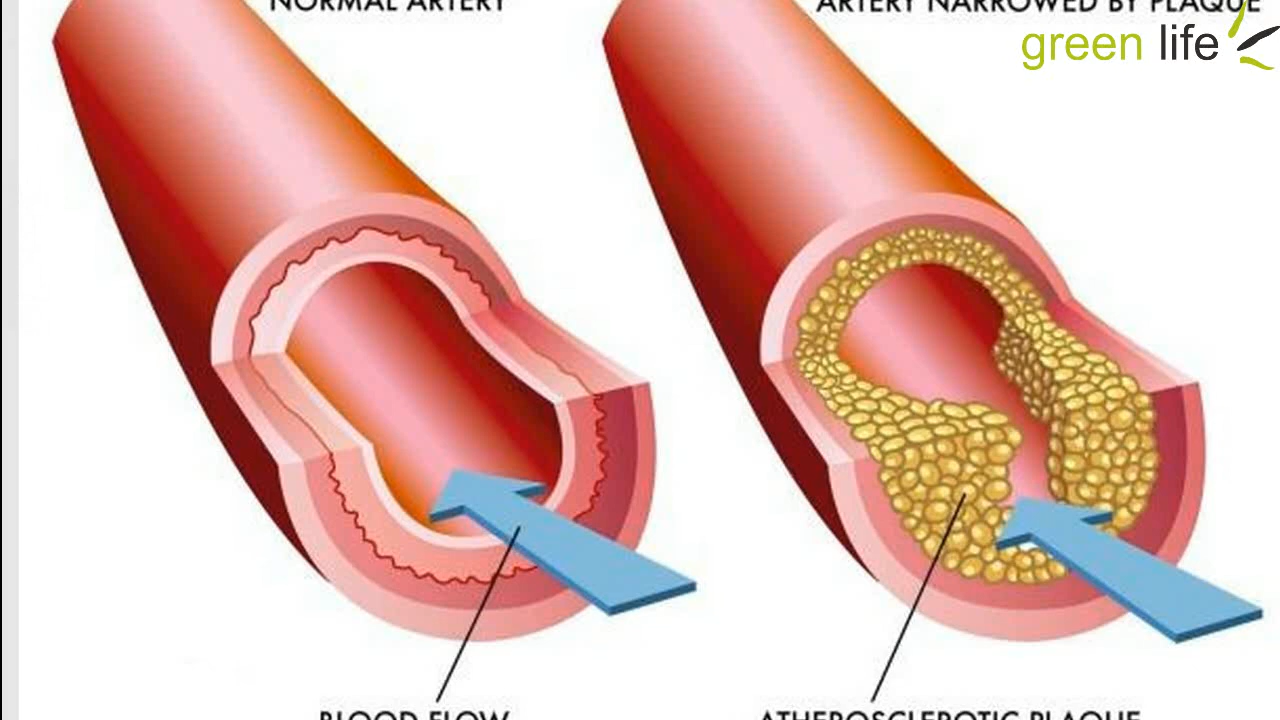 NORMAL ARTERY
ARTERY NARROWED BY PLAQUE
green life
BLOOD FLOW
ATHEROSCLEROTIC PLAQUE